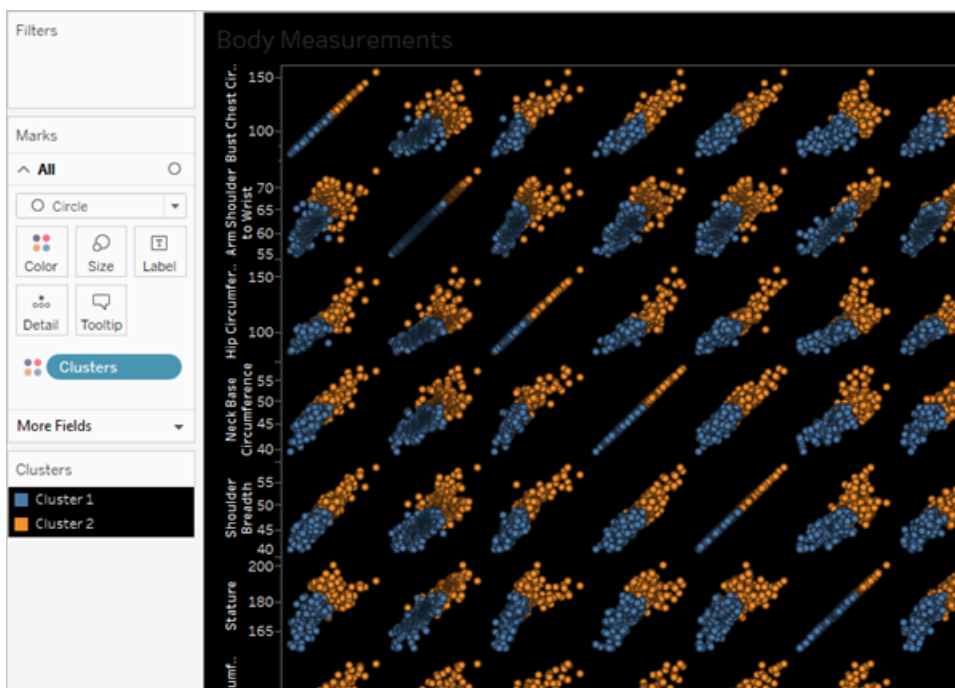 Filters
Body Measurements
Marks
All
Circle
Color
Size
Label
Detail
Tooltip
Clusters
More Fields
Clusters
Cluster 1
Cluster 2
Bust Chest Cir..
150
100
Arm Shoulder
to Wrist
70
65
60
55
Hip Circumfer..
150
100
Neck Base
Circumference
55
50
45
40
Shoulder
Breadth
55
50
45
40
Stature
200
180
165
umf..